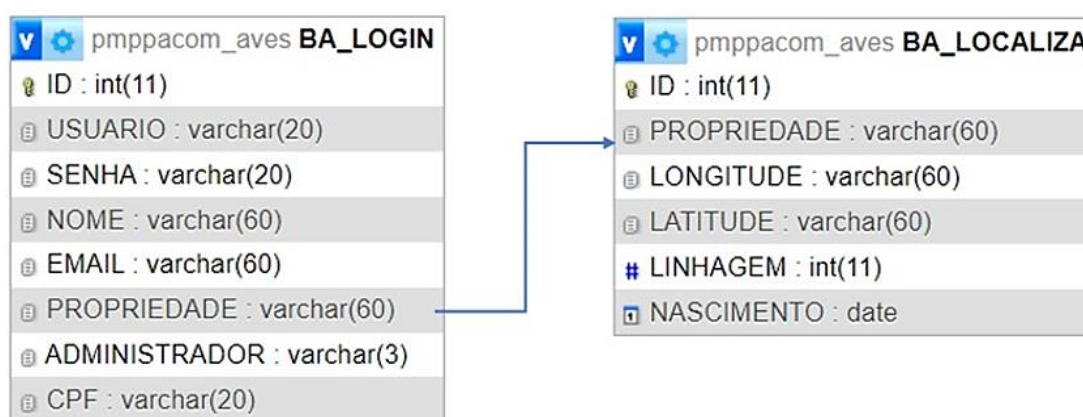 pmppacom_aves BA_LOGIN
ID : int(11)
USUARIO : varchar(20)
SENHA : varchar(20)
NOME : varchar(60)
EMAIL : varchar(60)
PROPRIEDADE : varchar(60)
ADMINISTRADOR : varchar(3)
CPF : varchar(20)
pmppacom_aves BA_LOCALIZA
ID : int(11)
PROPRIEDADE : varchar(60)
LONGITUDE : varchar(60)
LATITUDE : varchar(60)
# LINHAGEM : int(11)
NASCIMENTO : date